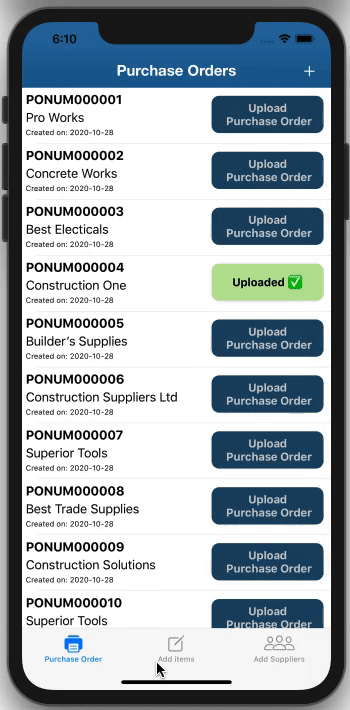 6:10
Purchase Orders +
PONUM000001
Pro Works
Created on: 2020-10-28
Upload
Purchase Order
PONUM000002
Concrete Works
Created on: 2020-10-28
Upload
Purchase Order
PONUM000003
Best Electicals
Created on: 2020-10-28
Upload
Purchase Order
PONUM000004
Construction One
Created on: 2020-10-28
Uploaded ✅
PONUM000005
Builder’s Supplies
Created on: 2020-10-28
Upload
Purchase Order
PONUM000006
Construction Suppliers Ltd
Created on: 2020-10-28
Upload
Purchase Order
PONUM000007
Superior Tools
Created on: 2020-10-28
Upload
Purchase Order
PONUM000008
Best Trade Supplies
Created on: 2020-10-28
Upload
Purchase Order
PONUM000009
Construction Solutions
Created on: 2020-10-28
Upload
Purchase Order
PONUM000010
Superior Tools
Upload
Purchase Order
Purchase Order
Add items
Add Suppliers